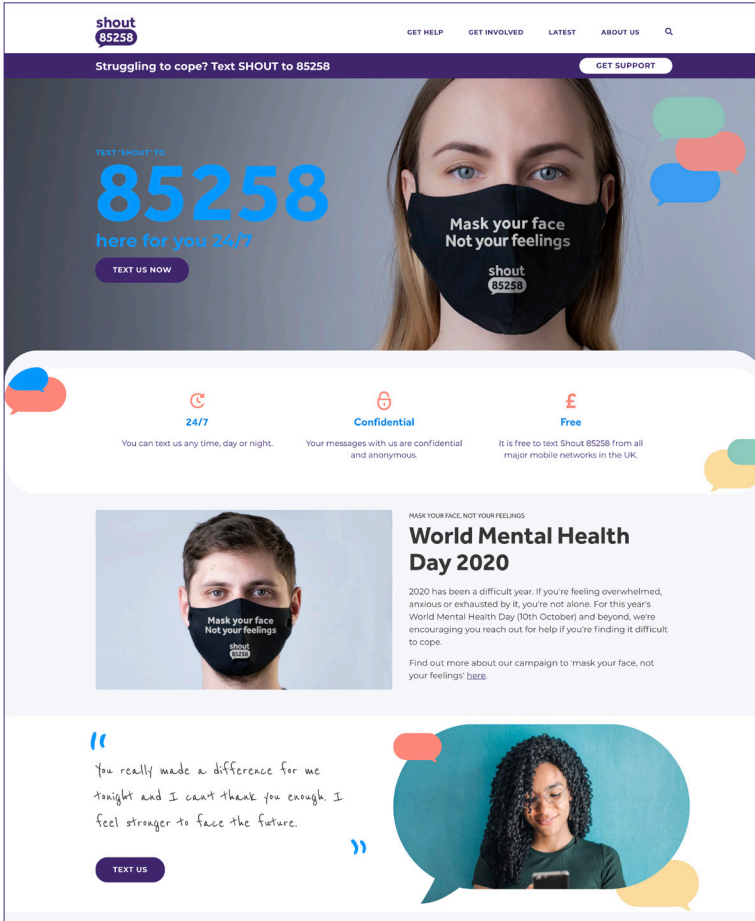 shout
85258
GET HELP
GET INVOLVED
LATEST
ABOUT US
Struggling to cope? Text SHOUT to 85258
GET SUPPORT
TEXT 'SHOUT' TO
85258
here for you 24/7
TEXT US NOW
Mask your face
Not your feelings
shout
85258
24/7
You can text us any time, day or night.
Confidential
Your messages with us are confidential
and anonymous.
£
Free
It is free to text Shout 85258 from all
major mobile networks in the UK.
Mask your face
Not your feelings
shout
85258
MASK YOUR FACE, NOT YOUR FEELINGS
World Mental Health
Day 2020
2020 has been a difficult year. If you're feeling overwhelmed,
anxious or exhausted by it, you're not alone. For this year's
World Mental Health Day (10th October) and beyond, we're
encouraging you reach out for help if you're finding it difficult
to cope.
Find out more about our campaign to 'mask your face, not
your feelings' here.
You really made a difference for me
tonight and I can't thank you enough. I
feel stronger to face the future.
TEXT US